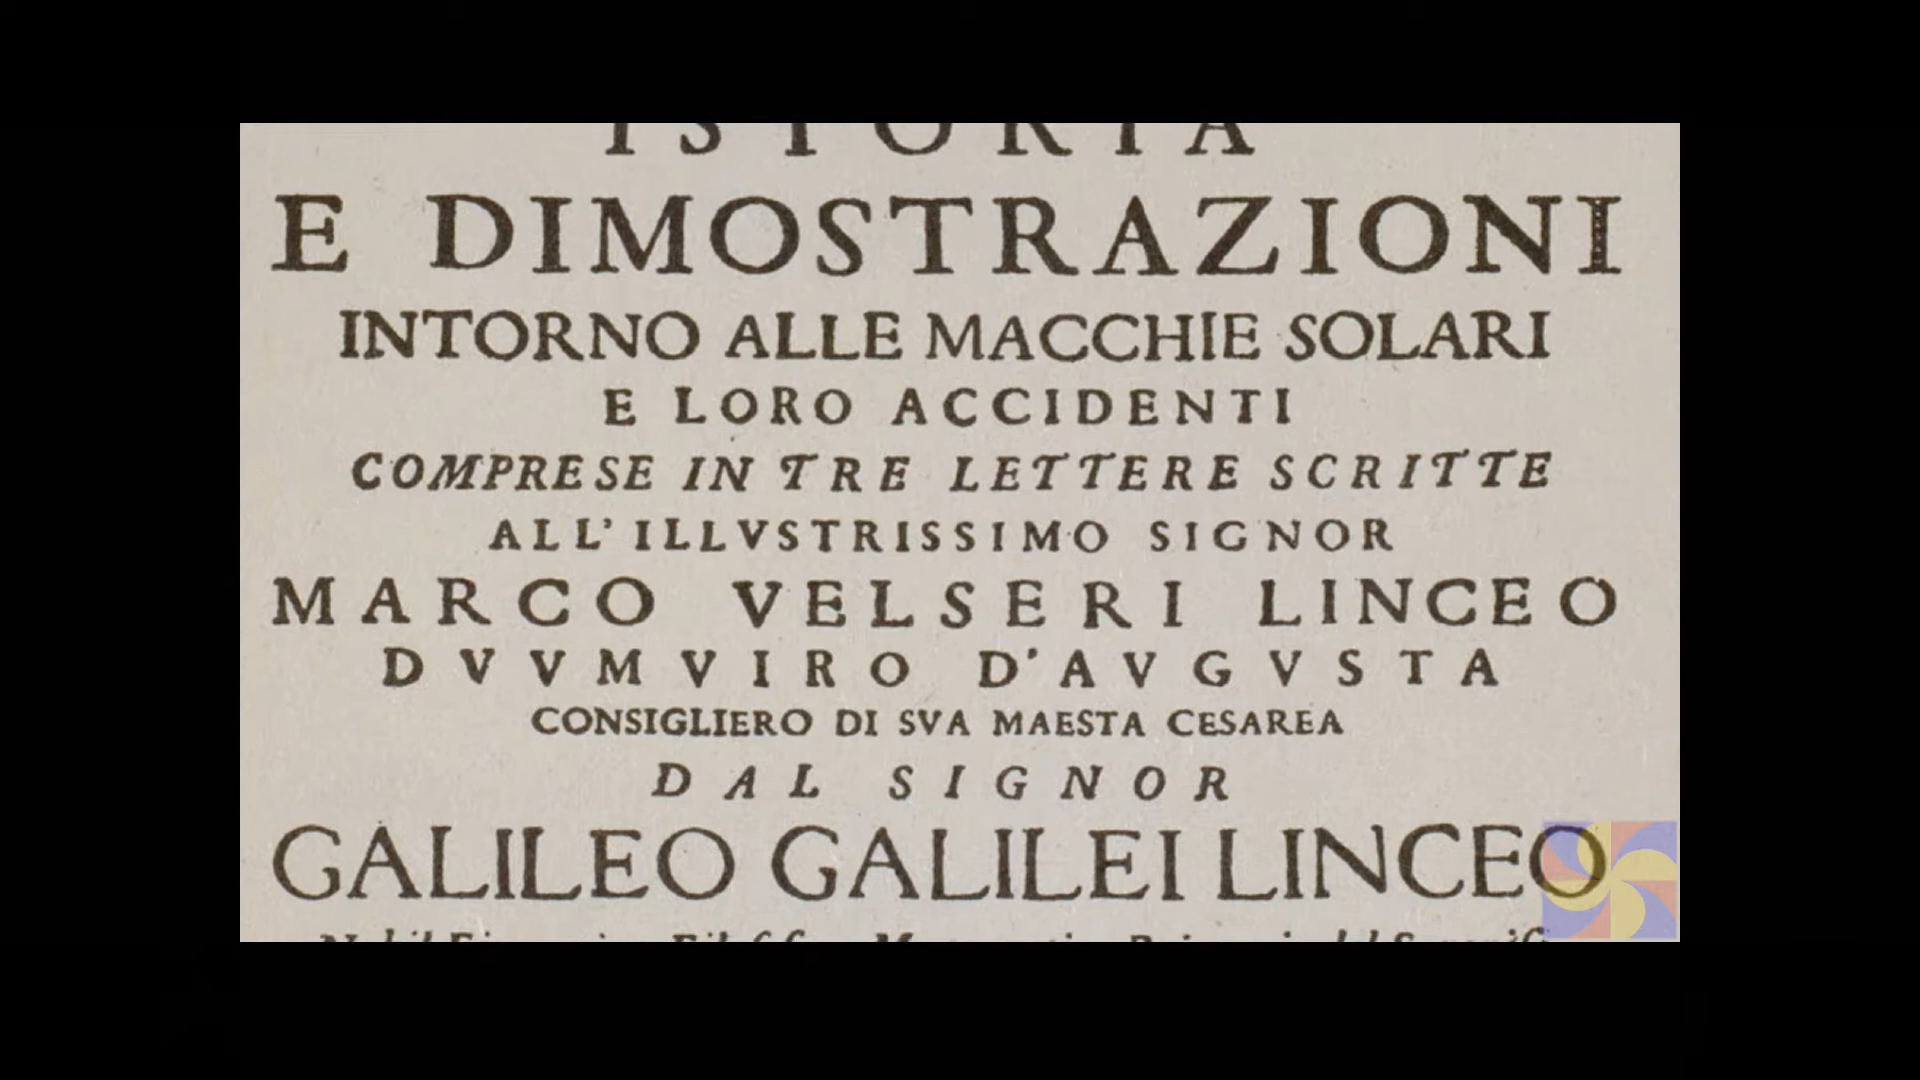 ISTORIA
E DIMOSTRAZIONI
INTORNO ALLE MACCHIE SOLARI
E LORO ACCIDENTI
COMPRESE IN TRE LETTERE SCRITTE
ALL'ILLVSTRISSIMO SIGNOR
MARCO VELSERI LINCEO
DVVMVIRO D'AVGVSTA
CONSIGLIERO DI SVA MAESTA CESAREA
DAL SIGNOR
GALILEO GALILEI LINCEO